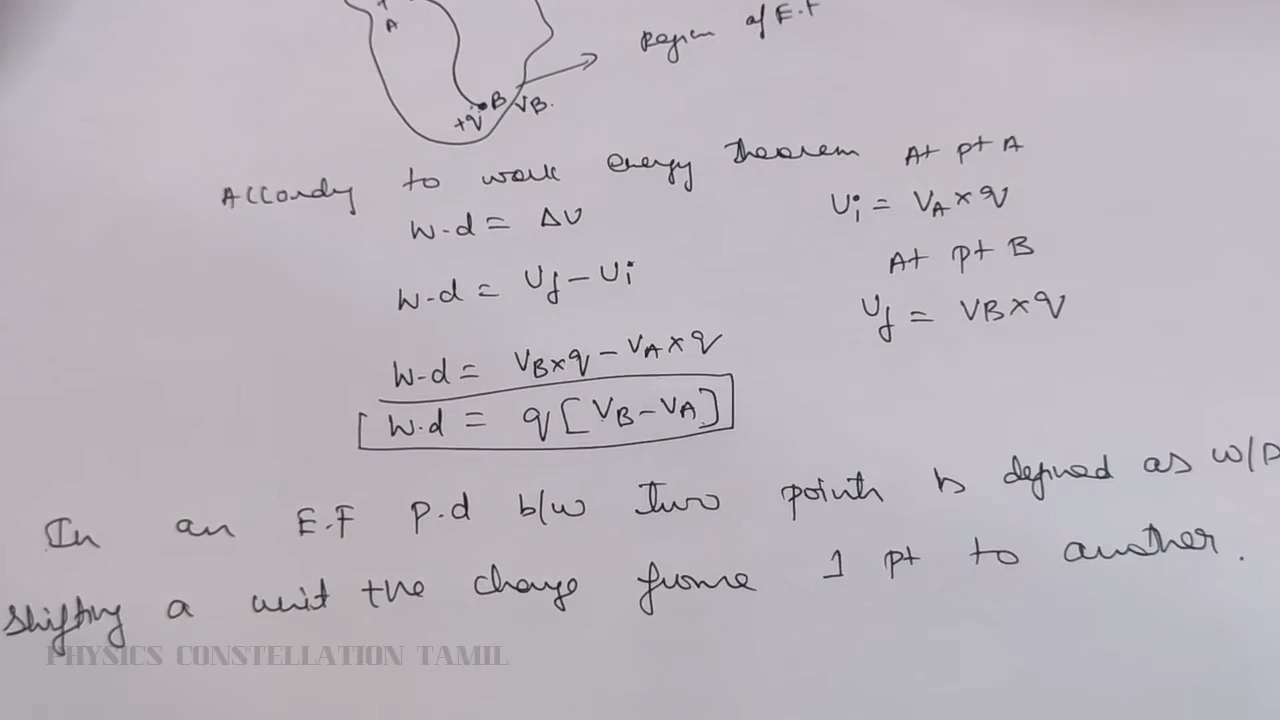 A
Region of E.F
B
VB.
+q
Accordy to work energy theorem
At pt A
W.d = ΔU
Ui = VA × q
At pt B
W.d = Uf − Ui
Uf = VB × q
W.d = VB × q − VA × q
W.d = q [VB − VA]
In an E.F p.d b/w two points is defined as W/D
Shifting a unit +ve charge frome 1 pt to another.
PHYSICS CONSTELLATION TAMIL